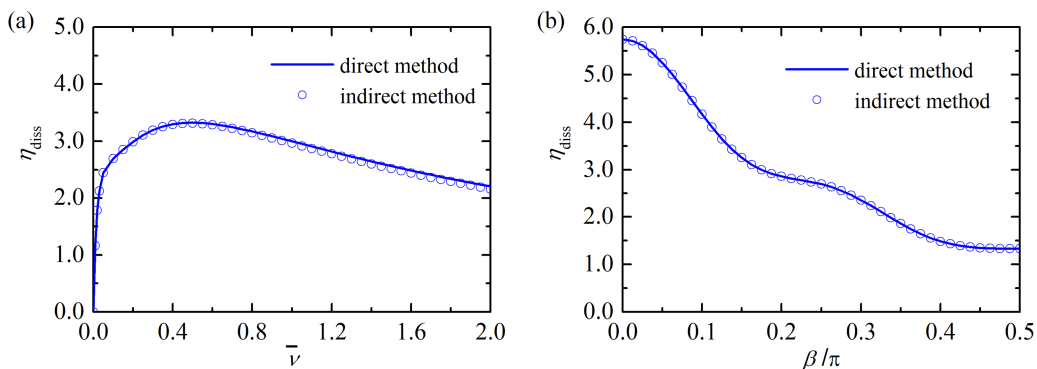 (a)
η_diss
5.0
4.0
3.0
2.0
1.0
0.0
direct method
indirect method
0.0 0.4 0.8 1.2 1.6 2.0
ν̅
(b)
η_diss
6.0
5.0
4.0
3.0
2.0
1.0
0.0
direct method
indirect method
0.0 0.1 0.2 0.3 0.4 0.5
β/π